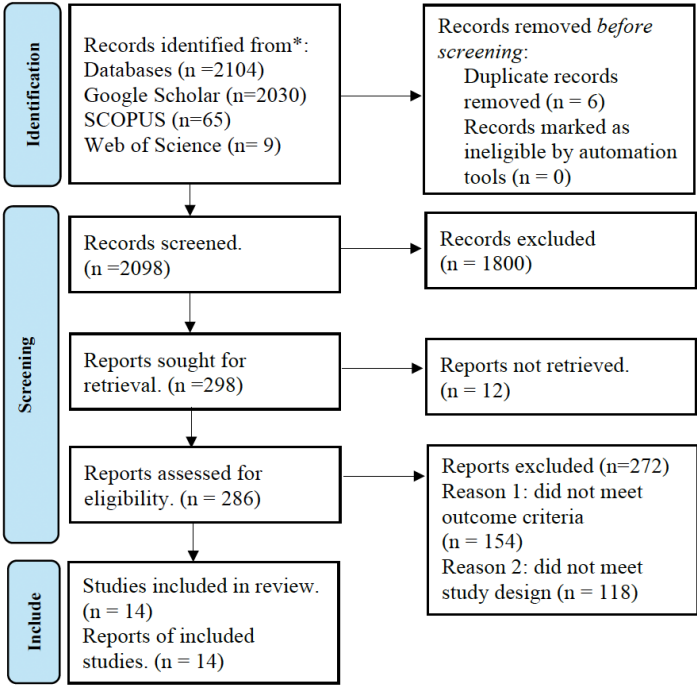 Identification
Records identified from*:
Databases (n =2104)
Google Scholar (n=2030)
SCOPUS (n=65)
Web of Science (n= 9)
Records removed before
screening:
Duplicate records
removed (n = 6)
Records marked as
ineligible by automation
tools (n = 0)
Screening
Records screened.
(n =2098)
Records excluded
(n = 1800)
Reports sought for
retrieval. (n =298)
Reports not retrieved.
(n = 12)
Reports assessed for
eligibility. (n = 286)
Reports excluded (n=272)
Reason 1: did not meet
outcome criteria
(n = 154)
Reason 2: did not meet
study design (n = 118)
Include
Studies included in review.
(n = 14)
Reports of included
studies. (n = 14)